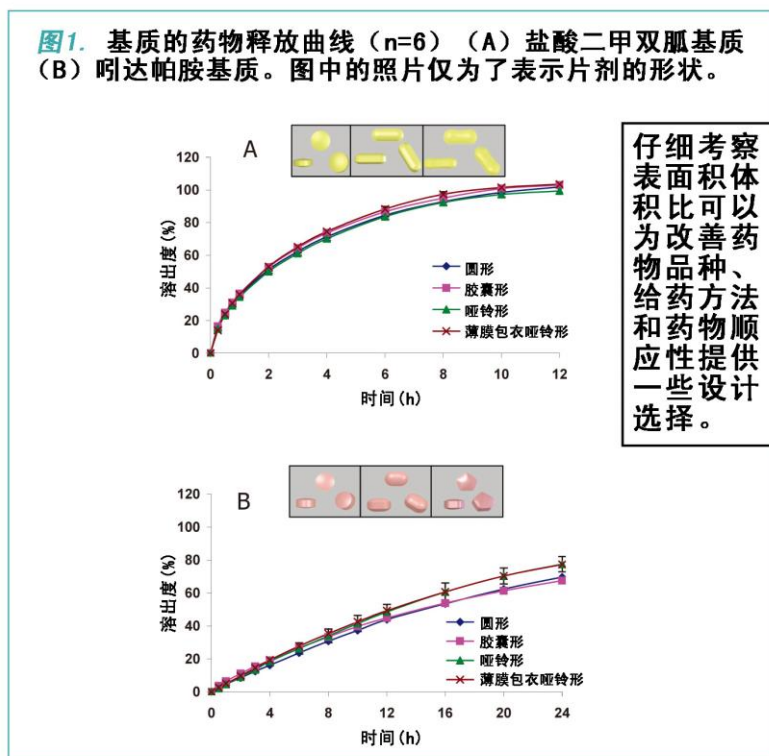 图1. 基质的药物释放曲线（n=6）（A）盐酸二甲双胍基质
（B）吲达帕胺基质。图中的照片仅为了表示片剂的形状。
A
120
100
80
60
40
20
0
溶出度(%)
圆形
胶囊形
哑铃形
薄膜包衣哑铃形
0 2 4 6 8 10 12
时间(h)
仔细考察
表面积体
积比可以
为改善药
物品种、
给药方法
和药物顺
应性提供
一些设计
选择。
B
120
100
80
60
40
20
0
溶出度(%)
圆形
胶囊形
哑铃形
薄膜包衣哑铃形
0 4 8 12 16 20 24
时间(h)